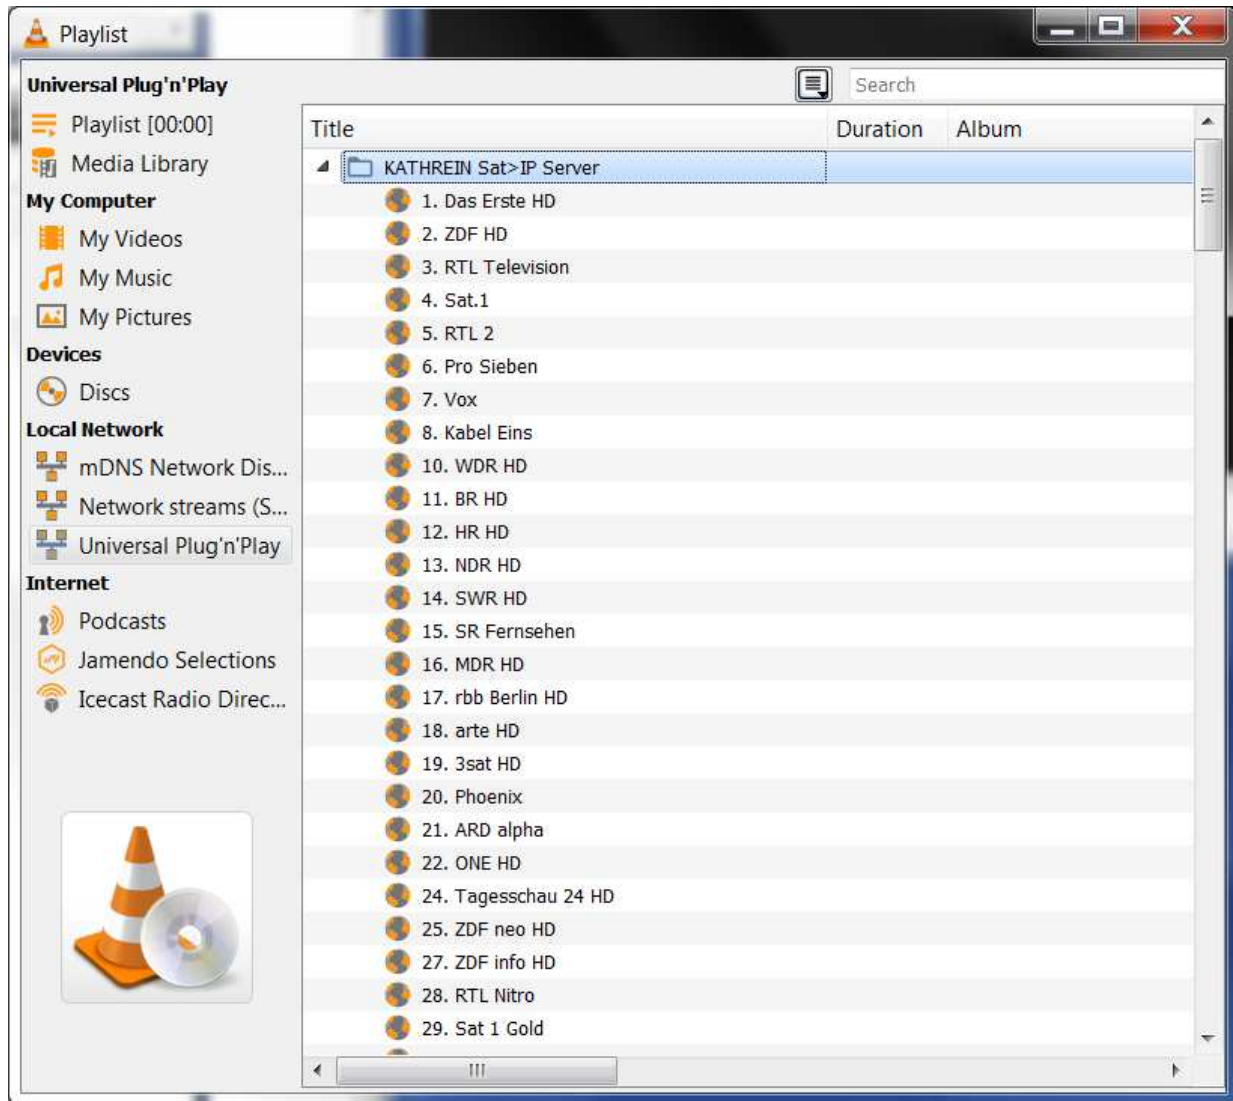 Playlist
Universal Plug'n'Play
Search
Playlist [00:00]
Media Library
My Computer
My Videos
My Music
My Pictures
Devices
Discs
Local Network
mDNS Network Dis...
Network streams (S...
Universal Plug'n'Play
Internet
Podcasts
Jamendo Selections
Icecast Radio Direc...
Title Duration Album
KATHREIN Sat>IP Server
1. Das Erste HD
2. ZDF HD
3. RTL Television
4. Sat.1
5. RTL 2
6. Pro Sieben
7. Vox
8. Kabel Eins
10. WDR HD
11. BR HD
12. HR HD
13. NDR HD
14. SWR HD
15. SR Fernsehen
16. MDR HD
17. rbb Berlin HD
18. arte HD
19. 3sat HD
20. Phoenix
21. ARD alpha
22. ONE HD
24. Tagesschau 24 HD
25. ZDF neo HD
27. ZDF info HD
28. RTL Nitro
29. Sat 1 Gold